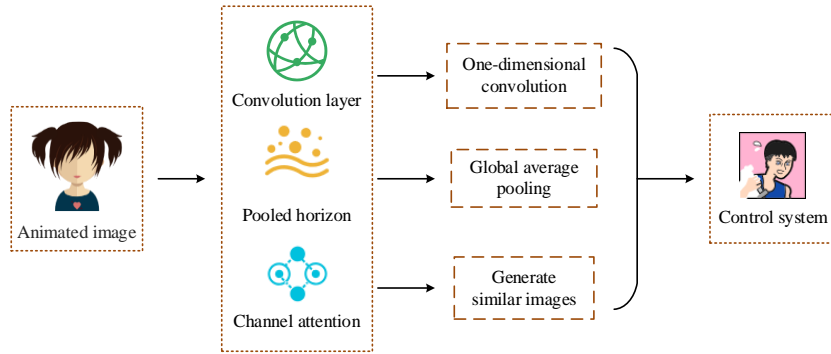 Animated image
Convolution layer
Pooled horizon
Channel attention
One-dimensional
convolution
Global average
pooling
Generate
similar images
Control system